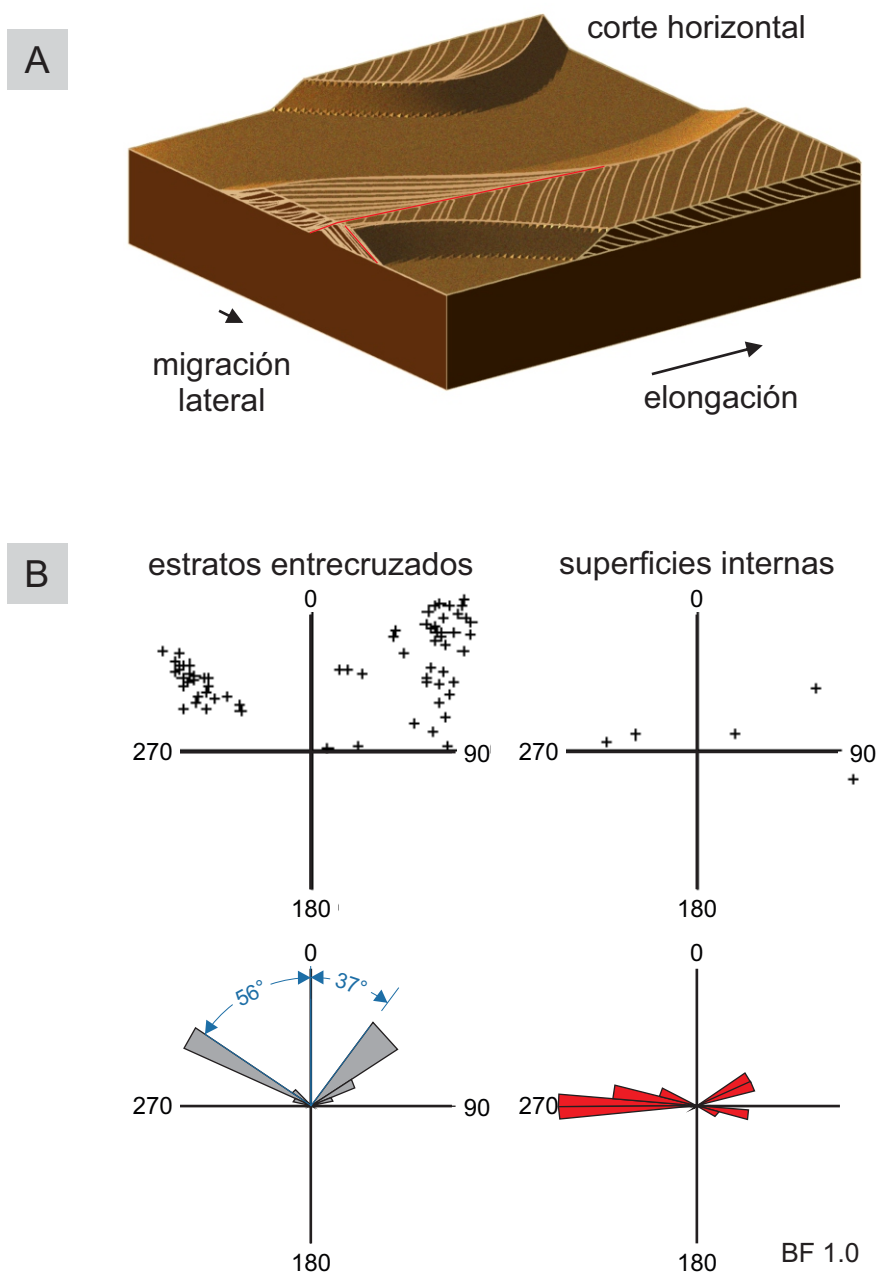 A
corte horizontal
migración
lateral
elongación
B
estratos entrecruzados
superficies internas
0
0
270
90
270
90
180
180
0
0
56°
37°
270
90
270
180
180
BF 1.0